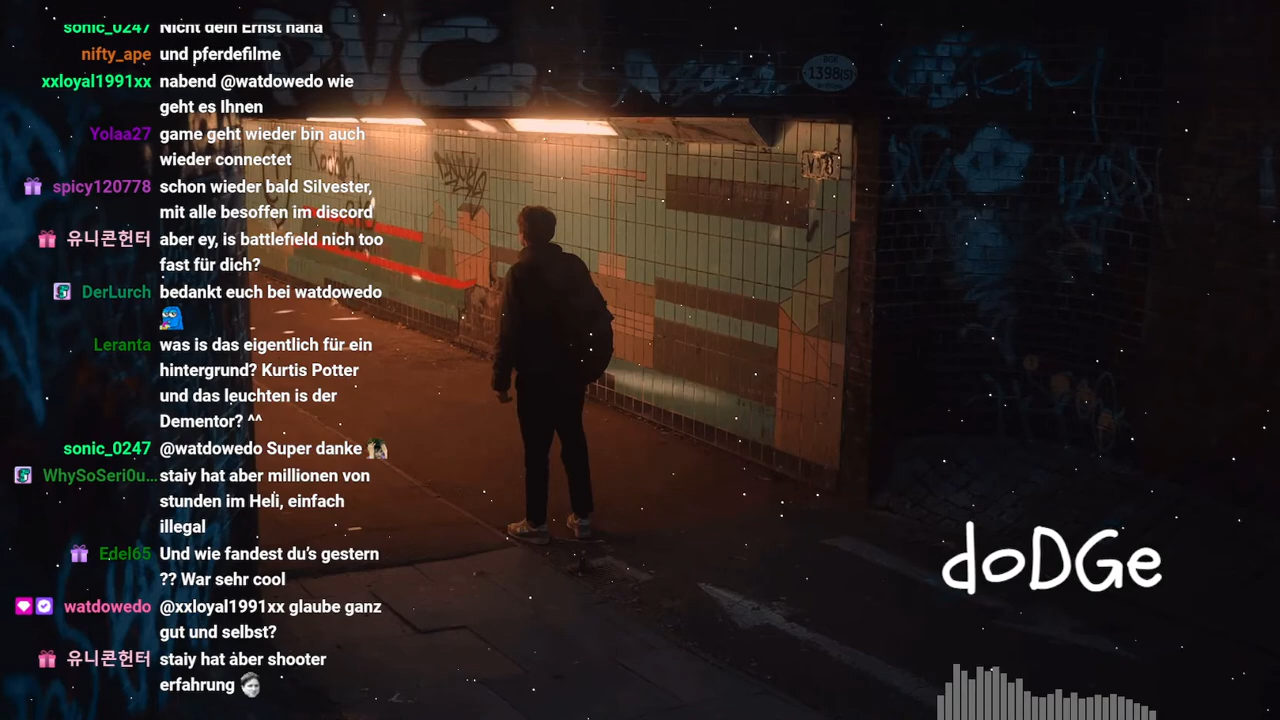 sonic_0247 Nicht dein Ernst haha
nifty_ape und pferdefilme
xxloyal1991xx nabend @watdowedo wie
geht es Ihnen
Yolaa27 game geht wieder bin auch
wieder connectet
spicy120778 schon wieder bald Silvester,
mit alle besoffen im discord
유니콘헌터 aber ey, is battlefield nich too
fast für dich?
DerLurch bedankt euch bei watdowedo
Leranta was is das eigentlich für ein
hintergrund? Kurtis Potter
und das leuchten is der
Dementor? ^^
sonic_0247 @watdowedo Super danke
WhySoSeri0u... staiy hat aber millionen von
stunden im Heli, einfach
illegal
Edel65 Und wie fandest du's gestern
?? War sehr cool
watdowedo @xxloyal1991xx glaube ganz
gut und selbst?
유니콘헌터 staiy hat aber shooter
erfahrung
1398(S)
doDGe